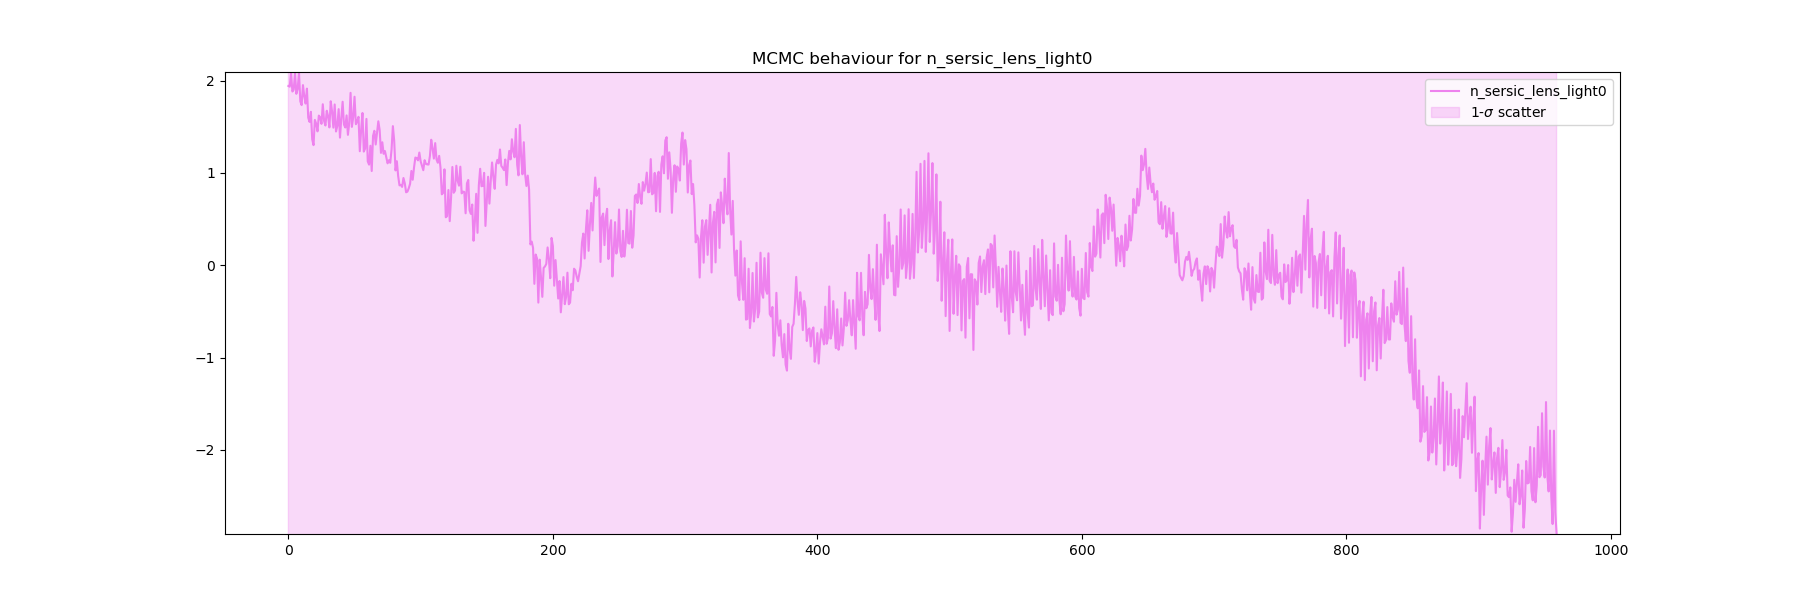 MCMC behaviour for n_sersic_lens_light0
n_sersic_lens_light0
1-σ scatter
2
1
0
−1
−2
0 200 400 600 800 1000